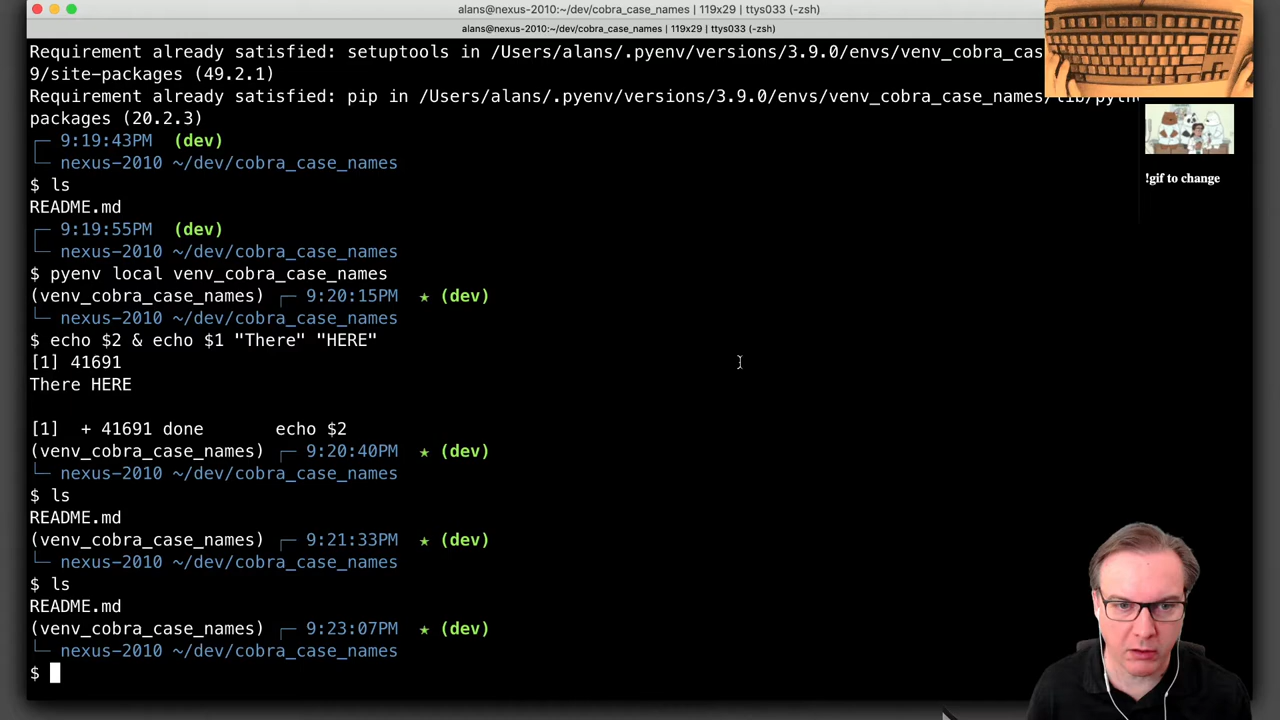 alans@nexus-2010:~/dev/cobra_case_names | 119x29 | ttys033 (-zsh)
alans@nexus-2010:~/dev/cobra_case_names | 119x29 | ttys033 (-zsh)
Requirement already satisfied: setuptools in /Users/alans/.pyenv/versions/3.9.0/envs/venv_cobra_cas
9/site-packages (49.2.1)
Requirement already satisfied: pip in /Users/alans/.pyenv/versions/3.9.0/envs/venv_cobra_case_names/lib/pyth
packages (20.2.3)
9:19:43PM (dev)
nexus-2010 ~/dev/cobra_case_names
!gif to change
$ ls
README.md
9:19:55PM (dev)
nexus-2010 ~/dev/cobra_case_names
$ pyenv local venv_cobra_case_names
(venv_cobra_case_names) 9:20:15PM ★ (dev)
nexus-2010 ~/dev/cobra_case_names
$ echo $2 & echo $1 "There" "HERE"
[1] 41691
There HERE
[1] + 41691 done echo $2
(venv_cobra_case_names) 9:20:40PM ★ (dev)
nexus-2010 ~/dev/cobra_case_names
$ ls
README.md
(venv_cobra_case_names) 9:21:33PM ★ (dev)
nexus-2010 ~/dev/cobra_case_names
$ ls
README.md
(venv_cobra_case_names) 9:23:07PM ★ (dev)
nexus-2010 ~/dev/cobra_case_names
$